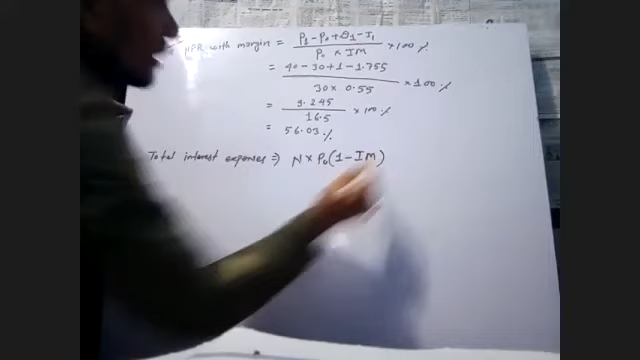 HPR with margin = P1 - P0 + D1 - I1 / P0 × IM × 100 %
= 40 - 30 + 1 - 1.755 / 30 × 0.55 × 100 %
= 9.245 / 16.5 × 100 %
= 56.03 %
Total interest expenses ⇒ N × P0 (1 - IM)